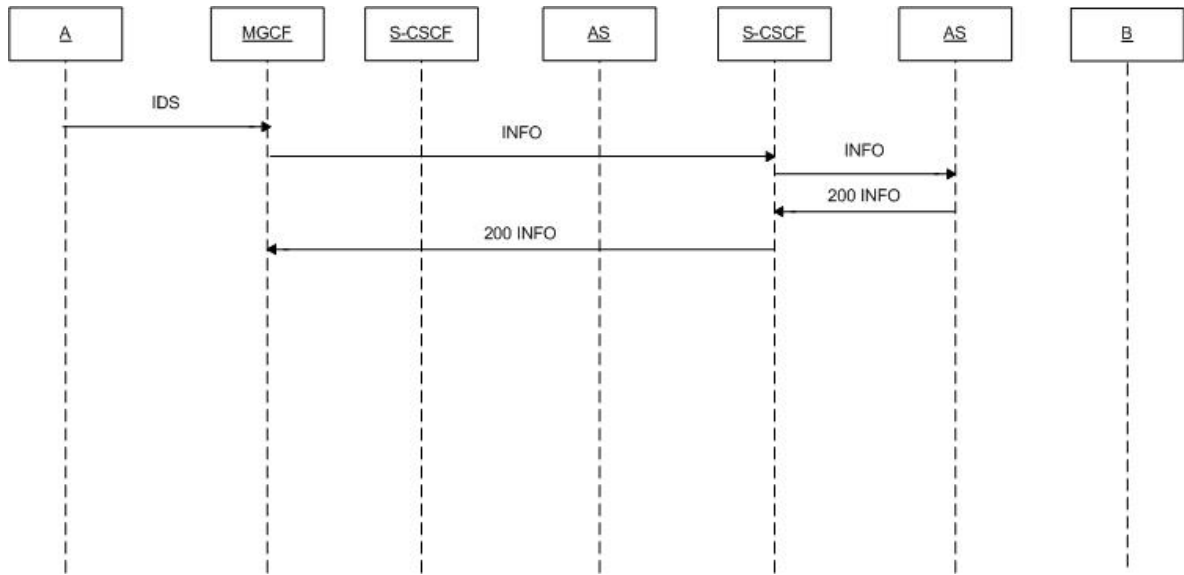 A
MGCF
S-CSCF
AS
S-CSCF
AS
B
IDS
INFO
INFO
200 INFO
200 INFO